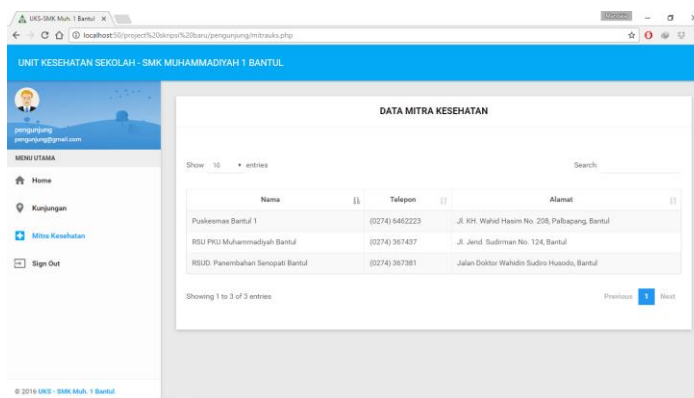 UKS-SMK Muh. 1 Bantul
localhost:50/project%20skripsi%20baru/pengunjung/mitrauks.php
UNIT KESEHATAN SEKOLAH - SMK MUHAMMADIYAH 1 BANTUL
pengunjung
pengunjung@gmail.com
MENU UTAMA
Home
Kunjungan
Mitra Kesehatan
Sign Out
© 2016 UKS - SMK Muh. 1 Bantul
DATA MITRA KESEHATAN
Show 10 entries
Search:
Nama Telepon Alamat
Puskesmas Bantul 1 (0274) 6462223 Jl. KH. Wahid Hasim No. 208, Palbapang, Bantul
RSU PKU Muhammadiyah Bantul (0274) 367437 Jl. Jend. Sudirman No. 124, Bantul
RSUD. Panembahan Senopati Bantul (0274) 367381 Jalan Doktor Wahidin Sudiro Husodo, Bantul
Showing 1 to 3 of 3 entries
Previous 1 Next